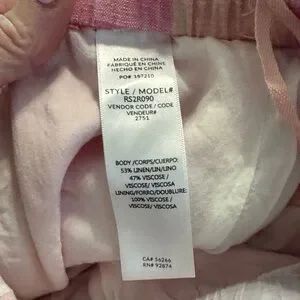 MADE IN CHINA
FABRIQUÉ EN CHINE
HECHO EN CHINA
PO# 197210
STYLE / MODEL#
RS2R090
VENDOR CODE / CODE
VENDEUR#
2751
BODY /CORPS/CUERPO:
53% LINEN/LIN/LINO
47% VISCOSE /
VISCOSE/ VISCOSA
LINING/FORRO/DOUBLURE:
100% VISCOSE /
VISCOSE/ VISCOSA
CA# 56266
RN# 92874